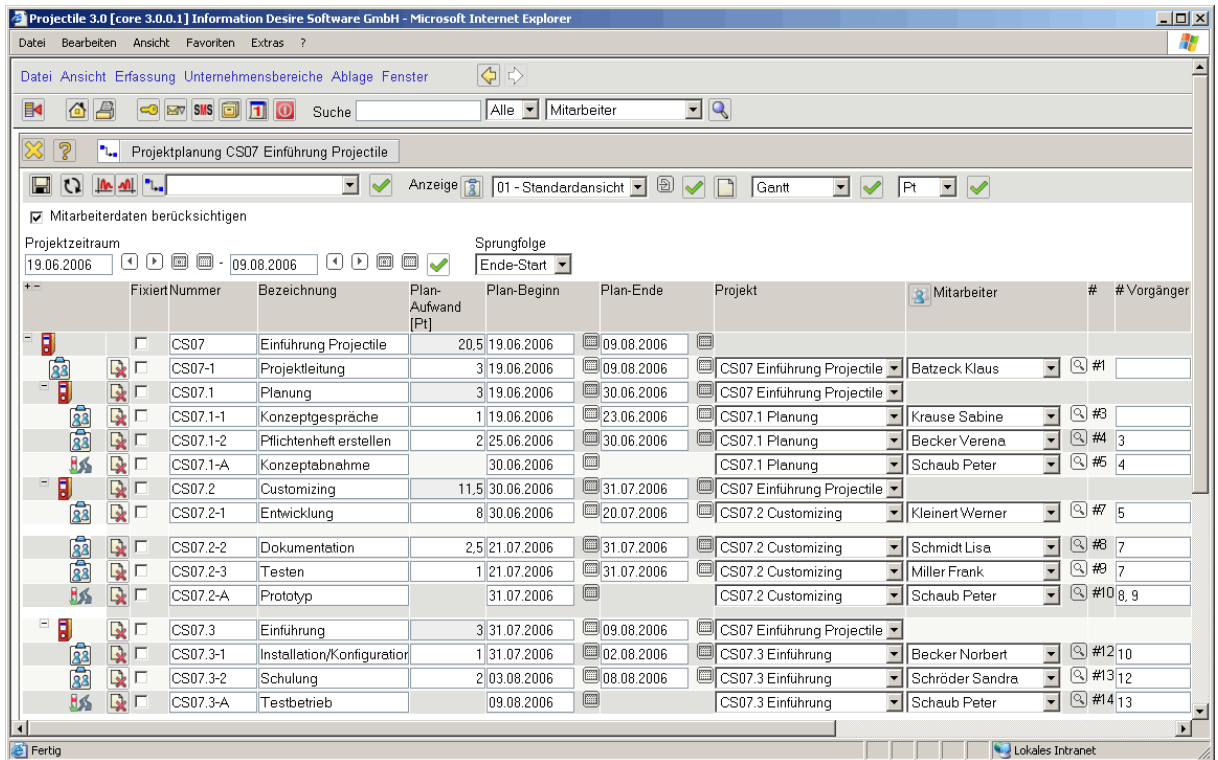 Projectile 3.0 [core 3.0.0.1] Information Desire Software GmbH - Microsoft Internet Explorer
Datei Bearbeiten Ansicht Favoriten Extras ?
Datei Ansicht Erfassung Unternehmensbereiche Ablage Fenster
SMS 1 Suche Alle Mitarbeiter
? Projektplanung CS07 Einführung Projectile
Anzeige 01 - Standardansicht Gantt Pt
Mitarbeiterdaten berücksichtigen
Projektzeitraum Sprungfolge
19.06.2006 - 09.08.2006 Ende-Start
+ - Fixiert Nummer Bezeichnung Plan-Aufwand [Pt] Plan-Beginn Plan-Ende Projekt Mitarbeiter # # Vorgänger
CS07 Einführung Projectile 20,5 19.06.2006 09.08.2006
CS07-1 Projektleitung 3 19.06.2006 09.08.2006 CS07 Einführung Projectile Batzeck Klaus #1
CS07.1 Planung 3 19.06.2006 30.06.2006 CS07 Einführung Projectile
CS07.1-1 Konzeptgespräche 1 19.06.2006 23.06.2006 CS07.1 Planung Krause Sabine #3
CS07.1-2 Pflichtenheft erstellen 2 25.06.2006 30.06.2006 CS07.1 Planung Becker Verena #4 3
CS07.1-A Konzeptabnahme 30.06.2006 CS07.1 Planung Schaub Peter #5 4
CS07.2 Customizing 11,5 30.06.2006 31.07.2006 CS07 Einführung Projectile
CS07.2-1 Entwicklung 8 30.06.2006 20.07.2006 CS07.2 Customizing Kleinert Werner #7 5
CS07.2-2 Dokumentation 2,5 21.07.2006 31.07.2006 CS07.2 Customizing Schmidt Lisa #8 7
CS07.2-3 Testen 1 21.07.2006 31.07.2006 CS07.2 Customizing Miller Frank #9 7
CS07.2-A Prototyp 31.07.2006 CS07.2 Customizing Schaub Peter #10 8, 9
CS07.3 Einführung 3 31.07.2006 09.08.2006 CS07 Einführung Projectile
CS07.3-1 Installation/Konfiguration 1 31.07.2006 02.08.2006 CS07.3 Einführung Becker Norbert #12 10
CS07.3-2 Schulung 2 03.08.2006 08.08.2006 CS07.3 Einführung Schröder Sandra #13 12
CS07.3-A Testbetrieb 09.08.2006 CS07.3 Einführung Schaub Peter #14 13
Fertig Lokales Intranet